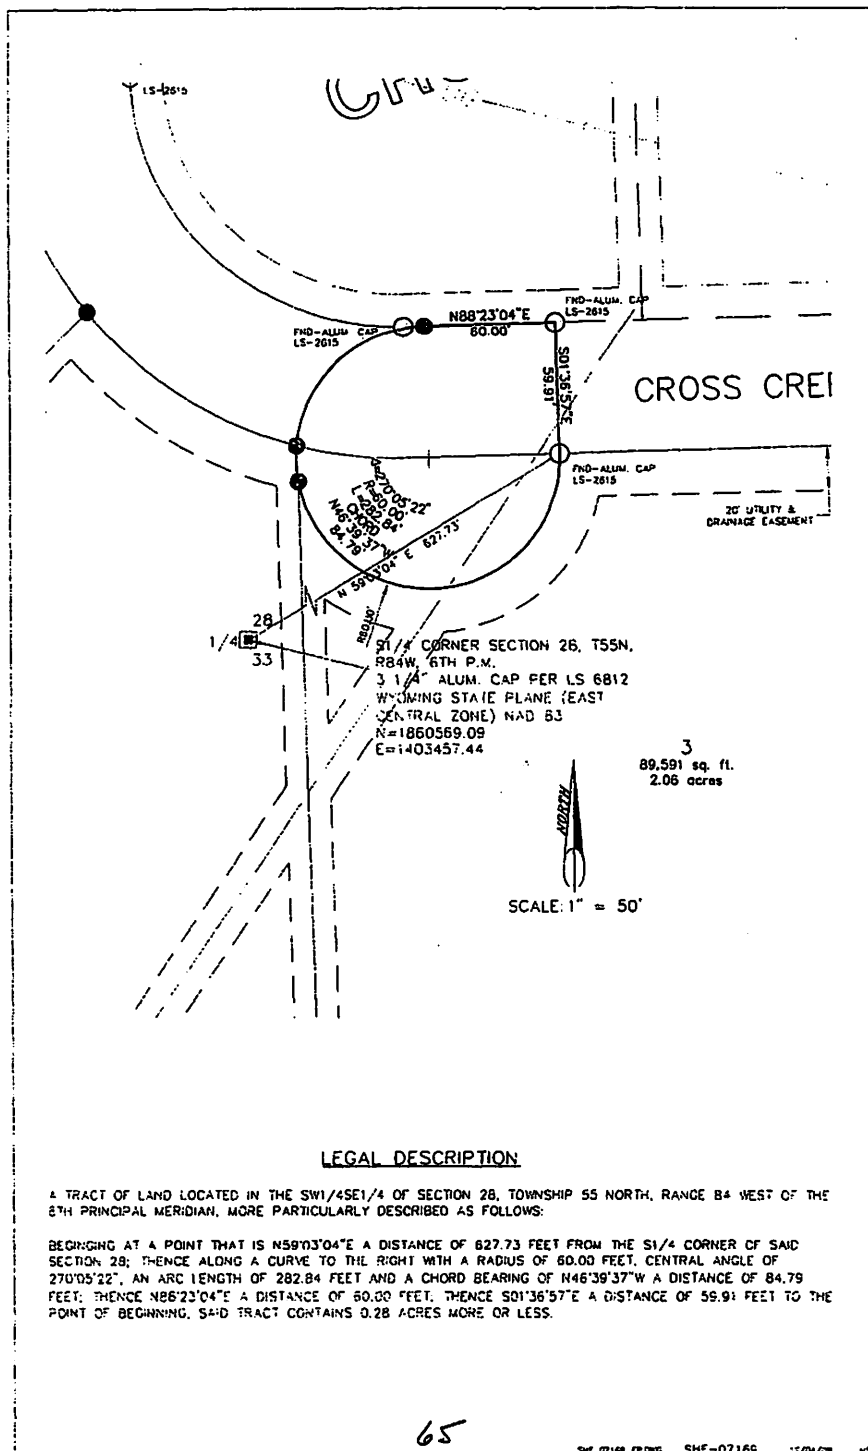 LS-2615
N88°23'04"E
60.00'
FND-ALUM. CAP
LS-2615
FND-ALUM. CAP
LS-2615
S01°36'57"E
59.91'
CROSS CREE
FND-ALUM. CAP
LS-2615
20' UTILITY &
DRAINAGE EASEMENT
Δ=270°05'22"
R=60.00'
L=282.84'
CHORD
N46°39'37"W
84.79'
N 59°03'04" E 627.73'
28
1/4
33
S1/4 CORNER SECTION 26, T55N,
R84W, 6TH P.M.
3 1/4" ALUM. CAP PER LS 6812
WYOMING STATE PLANE (EAST
CENTRAL ZONE) NAD 83
N=1860569.09
E=1403457.44
3
89,591 sq. ft.
2.06 acres
NORTH
SCALE: 1" = 50'
LEGAL DESCRIPTION
A TRACT OF LAND LOCATED IN THE SW1/4SE1/4 OF SECTION 28, TOWNSHIP 55 NORTH, RANGE 84 WEST OF THE
6TH PRINCIPAL MERIDIAN, MORE PARTICULARLY DESCRIBED AS FOLLOWS:
BEGINGING AT A POINT THAT IS N59°03'04"E A DISTANCE OF 627.73 FEET FROM THE S1/4 CORNER OF SAID
SECTION 28; THENCE ALONG A CURVE TO THE RIGHT WITH A RADIUS OF 60.00 FEET, CENTRAL ANGLE OF
270°05'22", AN ARC LENGTH OF 282.84 FEET AND A CHORD BEARING OF N46°39'37"W A DISTANCE OF 84.79
FEET; THENCE N88°23'04"E A DISTANCE OF 60.00 FEET; THENCE S01°36'57"E A DISTANCE OF 59.91 FEET TO THE
POINT OF BEGINNING. SAID TRACT CONTAINS 0.28 ACRES MORE OR LESS.
65
SHE-07169